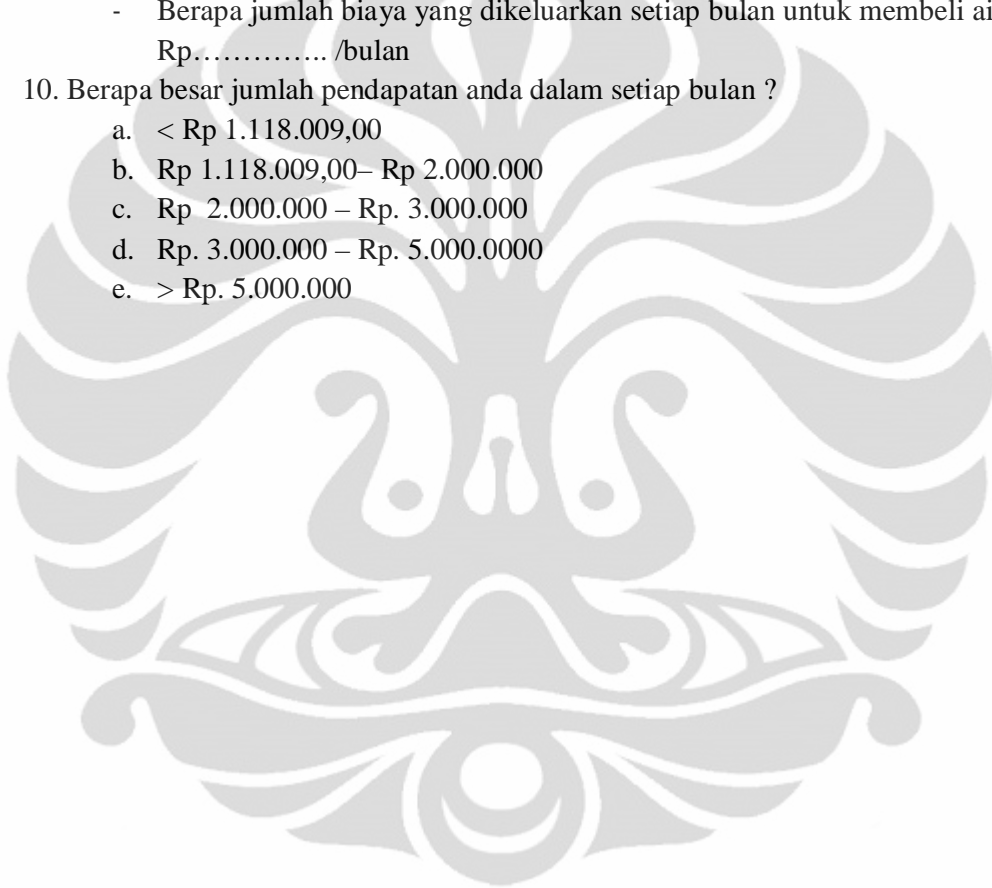 - Berapa jumlah biaya yang dikeluarkan setiap bulan untuk membeli
Rp………….. /bulan
10. Berapa besar jumlah pendapatan anda dalam setiap bulan ?
a. < Rp 1.118.009,00
b. Rp 1.118.009,00– Rp 2.000.000
c. Rp 2.000.000 – Rp. 3.000.000
d. Rp. 3.000.000 – Rp. 5.000.0000
e. > Rp. 5.000.000